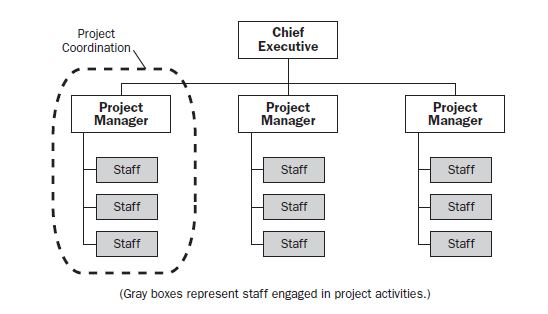 Project
Coordination
Chief
Executive
Project
Manager
Project
Manager
Project
Manager
Staff
Staff
Staff
Staff
Staff
Staff
Staff
Staff
Staff
(Gray boxes represent staff engaged in project activities.)